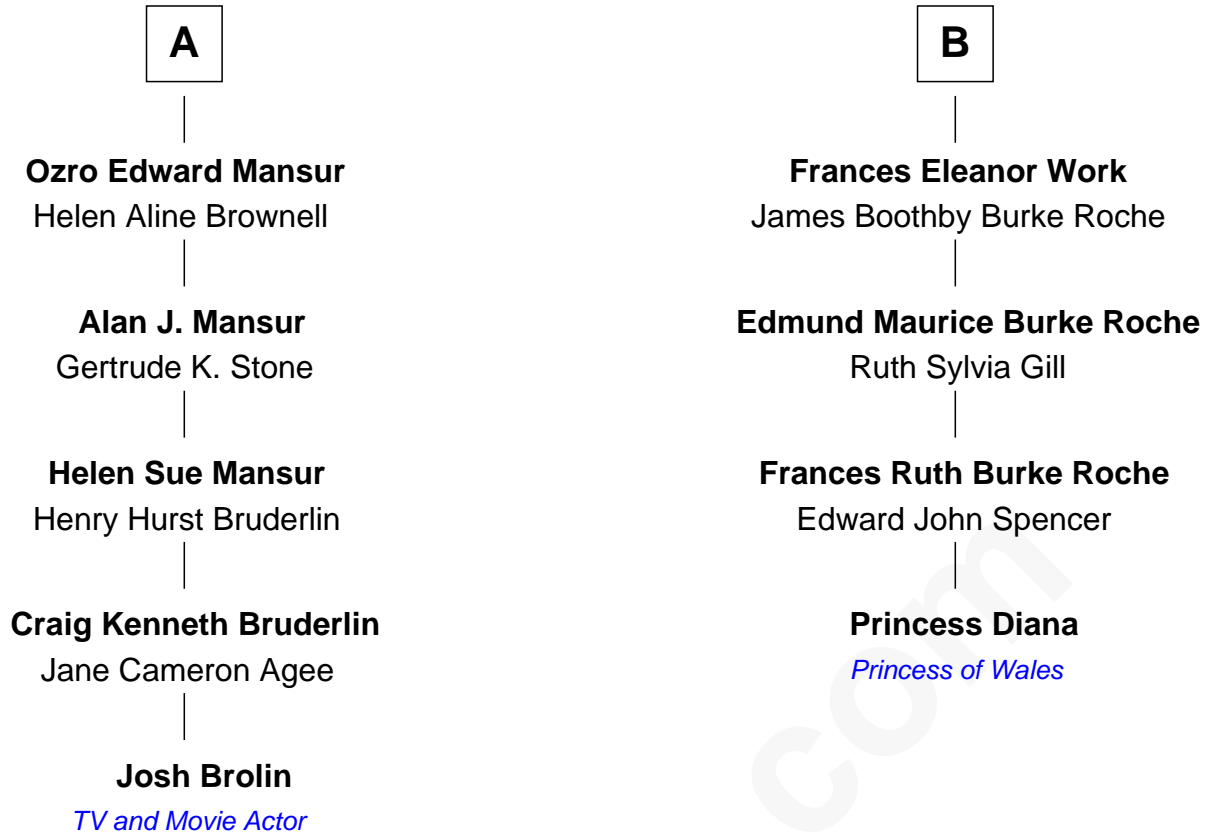 A
Ozro Edward Mansur
Helen Aline Brownell
Alan J. Mansur
Gertrude K. Stone
Helen Sue Mansur
Henry Hurst Bruderlin
Craig Kenneth Bruderlin
Jane Cameron Agee
Josh Brolin
TV and Movie Actor
B
Frances Eleanor Work
James Boothby Burke Roche
Edmund Maurice Burke Roche
Ruth Sylvia Gill
Frances Ruth Burke Roche
Edward John Spencer
Princess Diana
Princess of Wales
com